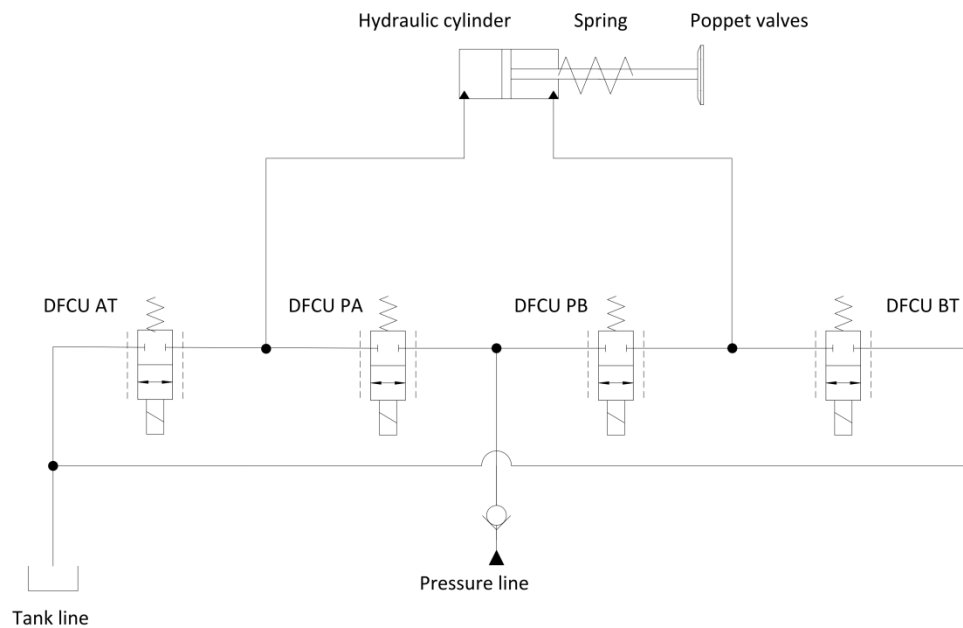 Hydraulic cylinder
Spring
Poppet valves
DFCU AT
DFCU PA
DFCU PB
DFCU BT
Pressure line
Tank line